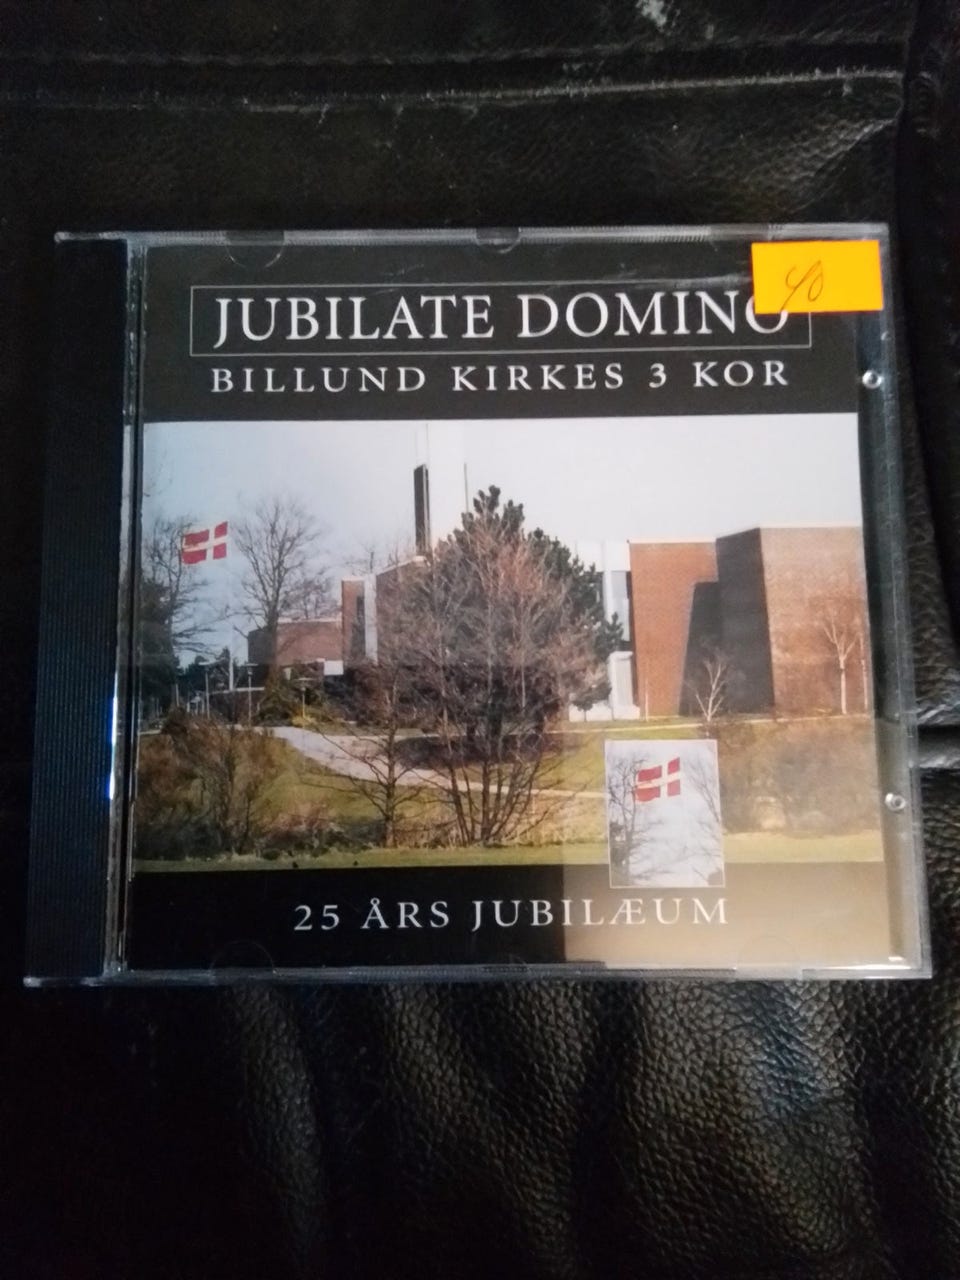 JUBILATE DOMINO
BILLUND KIRKES 3 KOR
25 ÅRS JUBILÆUM